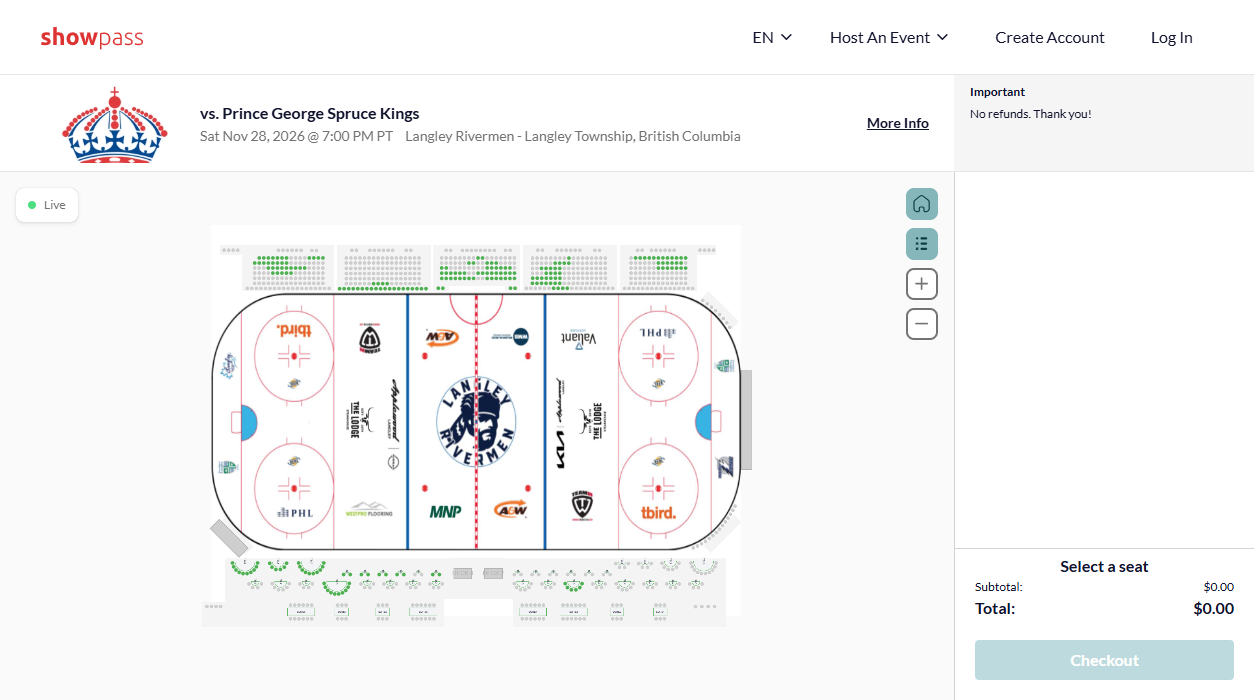 showpass
EN
Host An Event
Create Account
Log In
vs. Prince George Spruce Kings
Sat Nov 28, 2026 @ 7:00 PM PT
Langley Rivermen - Langley Township, British Columbia
More Info
Important
No refunds. Thank you!
Live
tbird.
A&W
Valiant
PHL
LANGLEY
RIVERMEN
THE LODGE
THE LODGE
KIA
PHL
WESTPRO FLOORING
MNP
A&W
tbird.
Select a seat
Subtotal:
$0.00
Total:
$0.00
Checkout